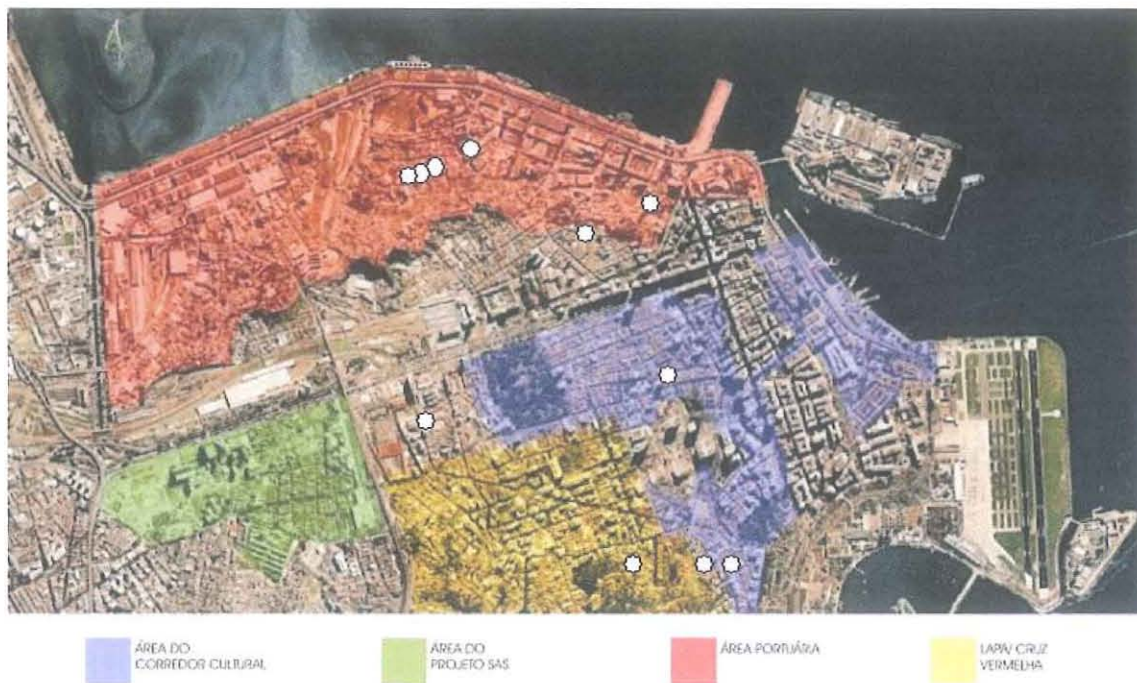 ÁREA DO
CORREDOR CULTURAL
ÁREA DO
PROJETO SAS
ÁREA PORTUÁRIA
LAPA/ CRUZ
VERMELHA